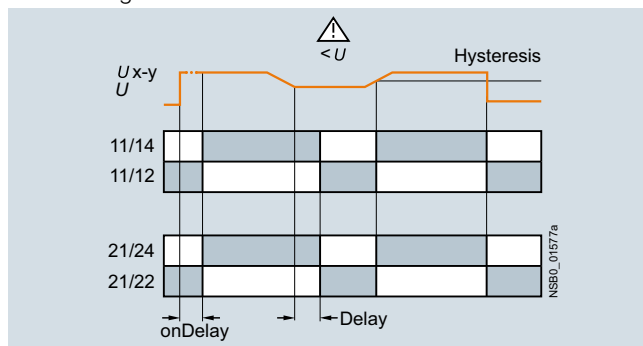 < U
Hysteresis
U x-y
U
11/14
11/12
21/24
21/22
onDelay
Delay
NSB0_01577a